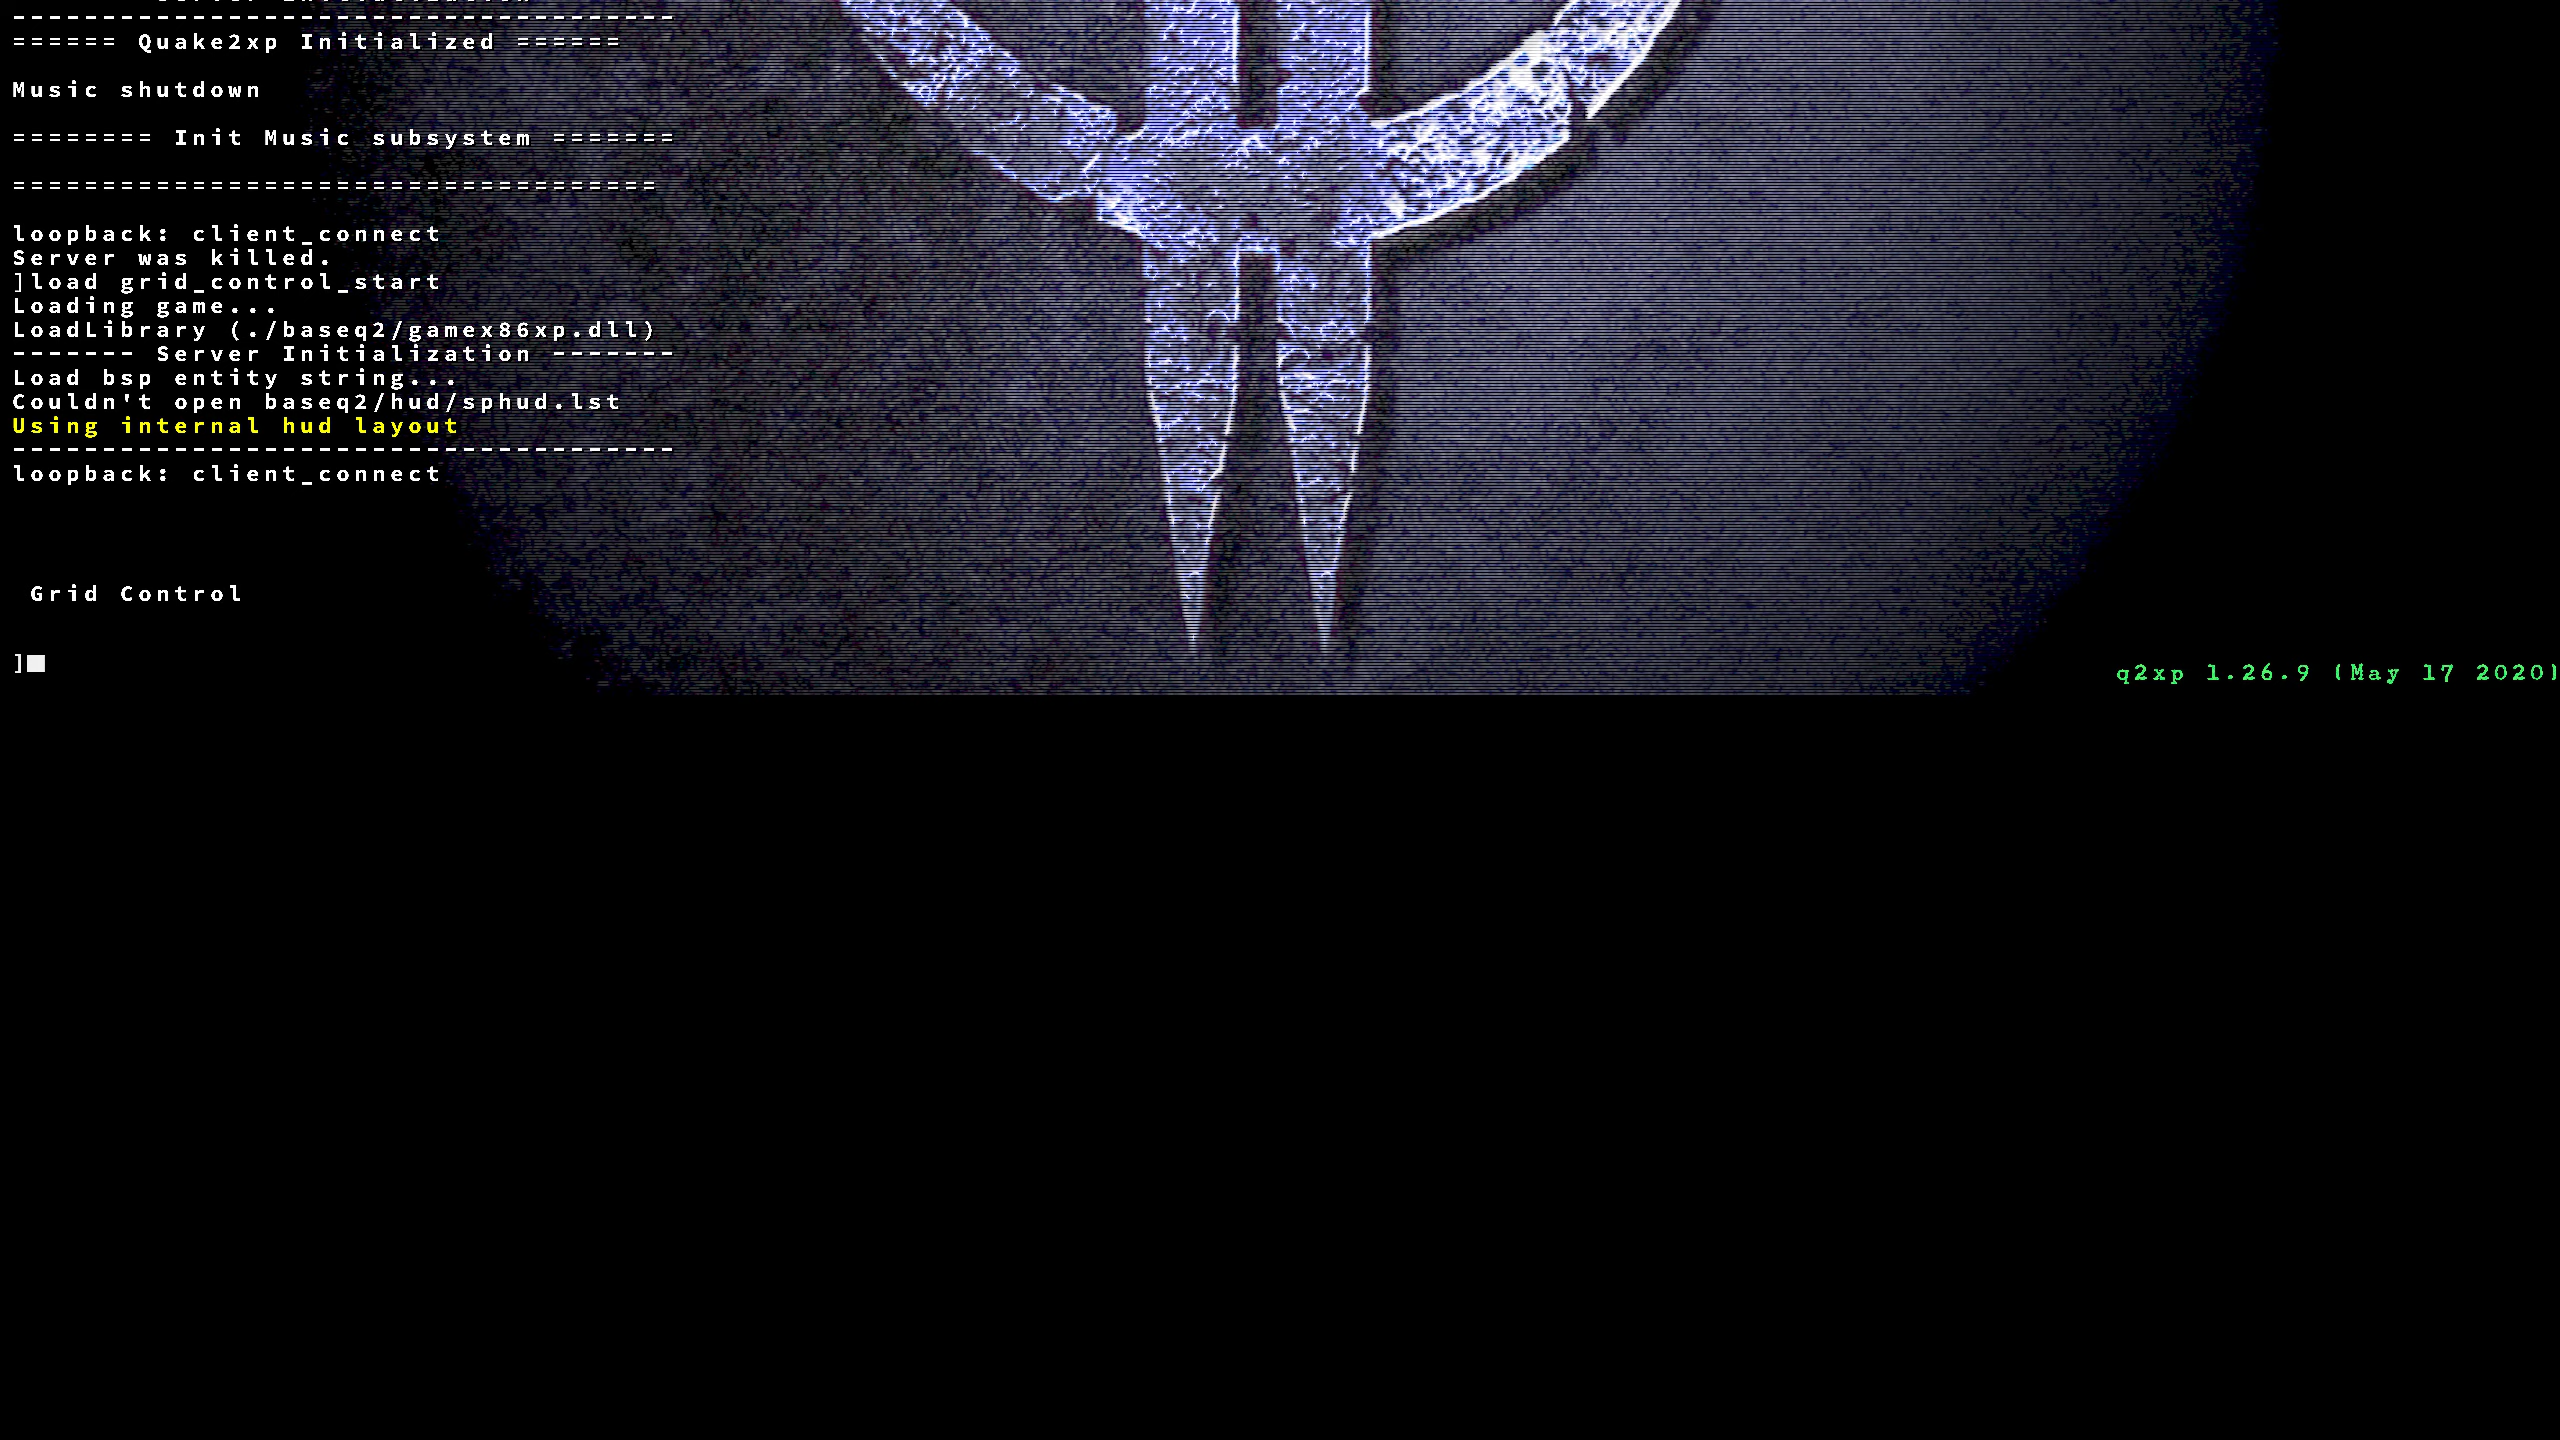 ------------------------------------
====== Quake2xp Initialized ======
Music shutdown
======== Init Music subsystem =======
====================================
loopback: client_connect
Server was killed.
]load grid_control_start
Loading game...
LoadLibrary (./baseq2/gamex86xp.dll)
------- Server Initialization -------
Load bsp entity string...
Couldn't open baseq2/hud/sphud.lst
Using internal hud layout
-------------------------------------
loopback: client_connect
Grid Control
]
q2xp 1.26.9 (May 17 2020)